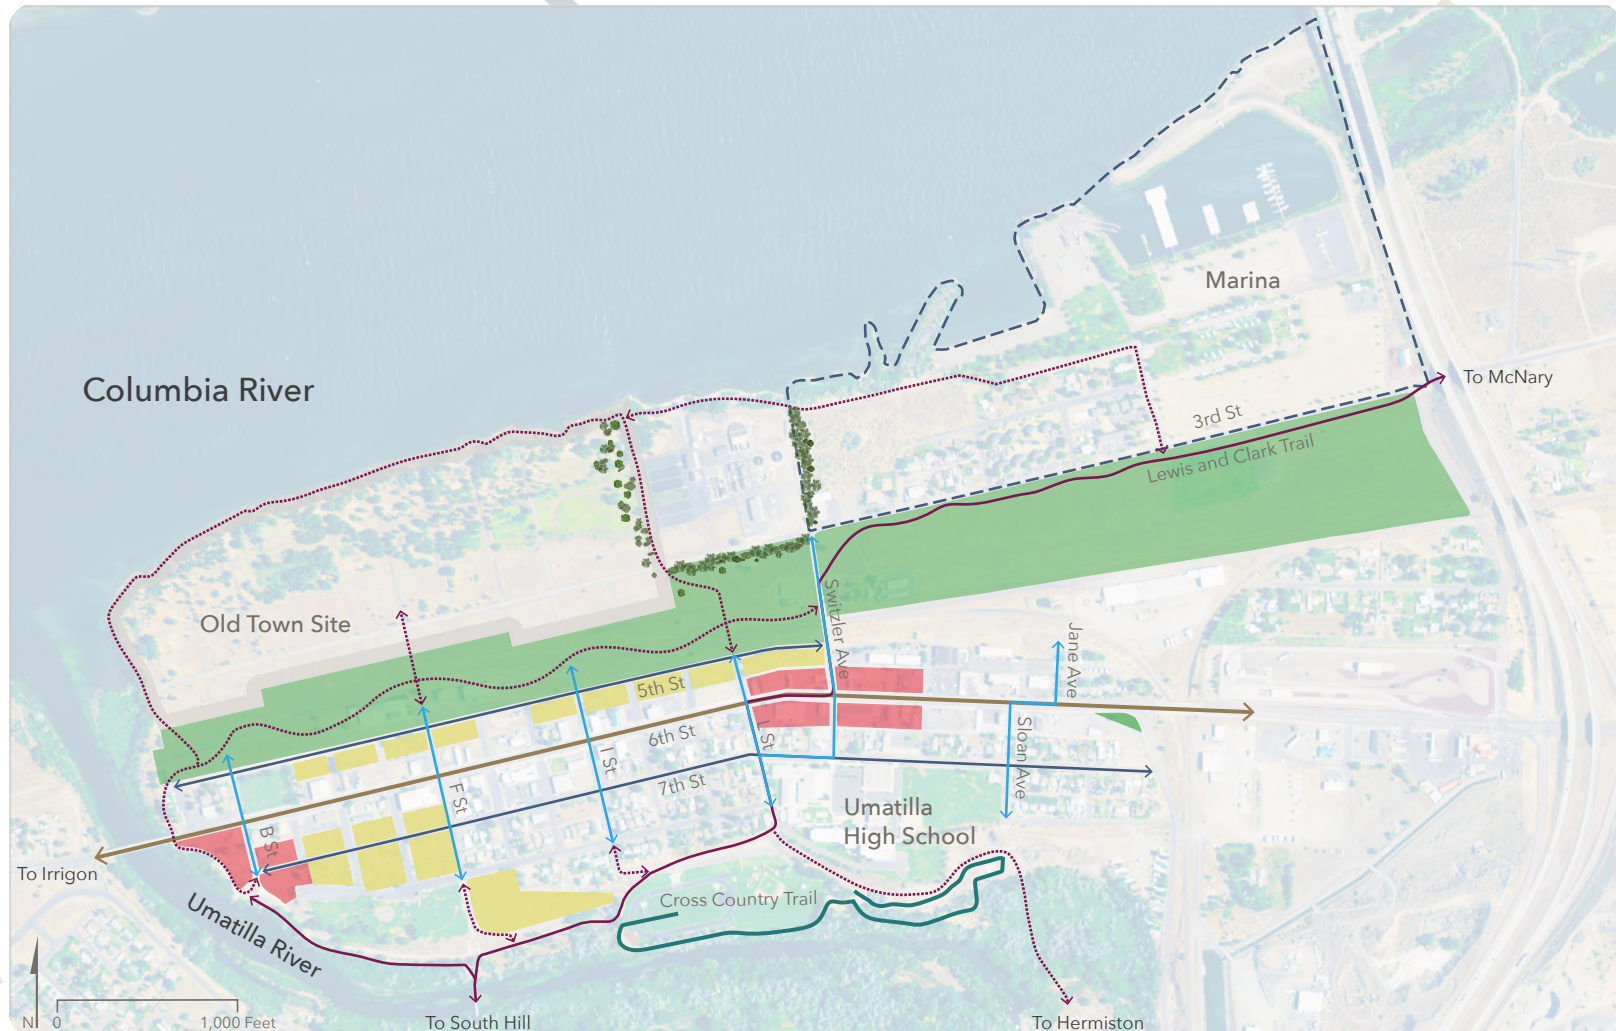 Marina
To McNary
Columbia River
3rd St
Lewis and Clark Trail
Old Town Site
Switzler Ave
Jane Ave
5th St
6th St
L St
I St
Sloan Ave
7th St
F St
B St
Umatilla
High School
To Irrigon
Cross Country Trail
Umatilla River
N
0
1,000 Feet
To South Hill
To Hermiston